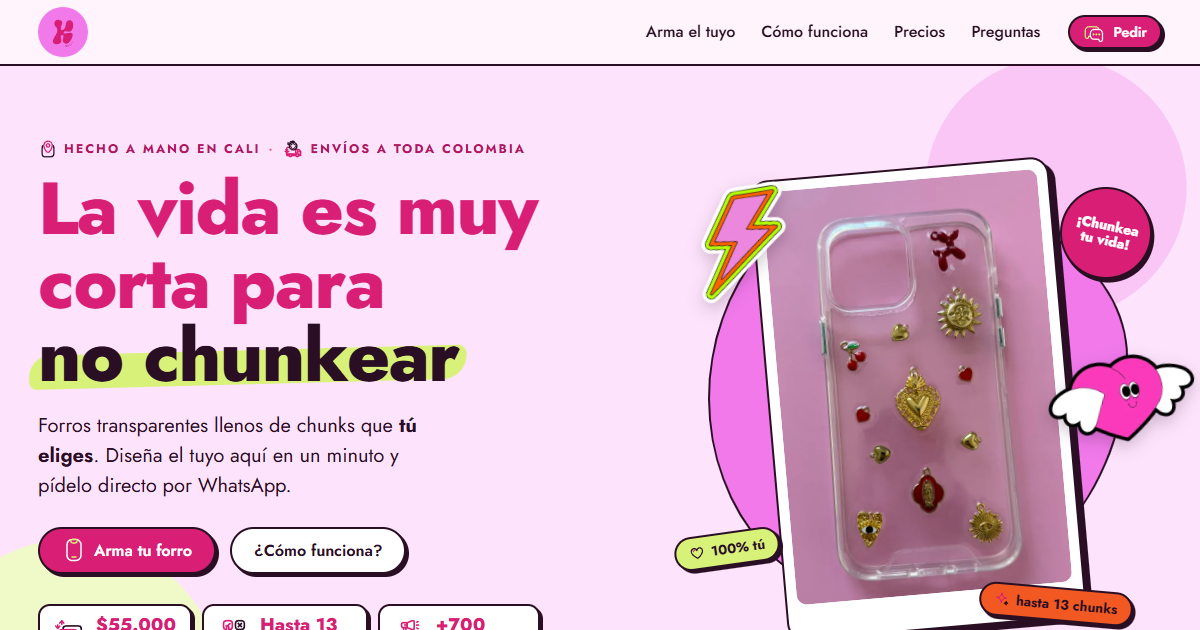 Arma el tuyo
Cómo funciona
Precios
Preguntas
Pedir
HECHO A MANO EN CALI · ENVÍOS A TODA COLOMBIA
La vida es muy
corta para
no chunkear
Forros transparentes llenos de chunks que tú
eliges. Diseña el tuyo aquí en un minuto y
pídelo directo por WhatsApp.
Arma tu forro
¿Cómo funciona?
$55.000
Hasta 13
+700
¡Chunkea
tu vida!
100% tú
hasta 13 chunks